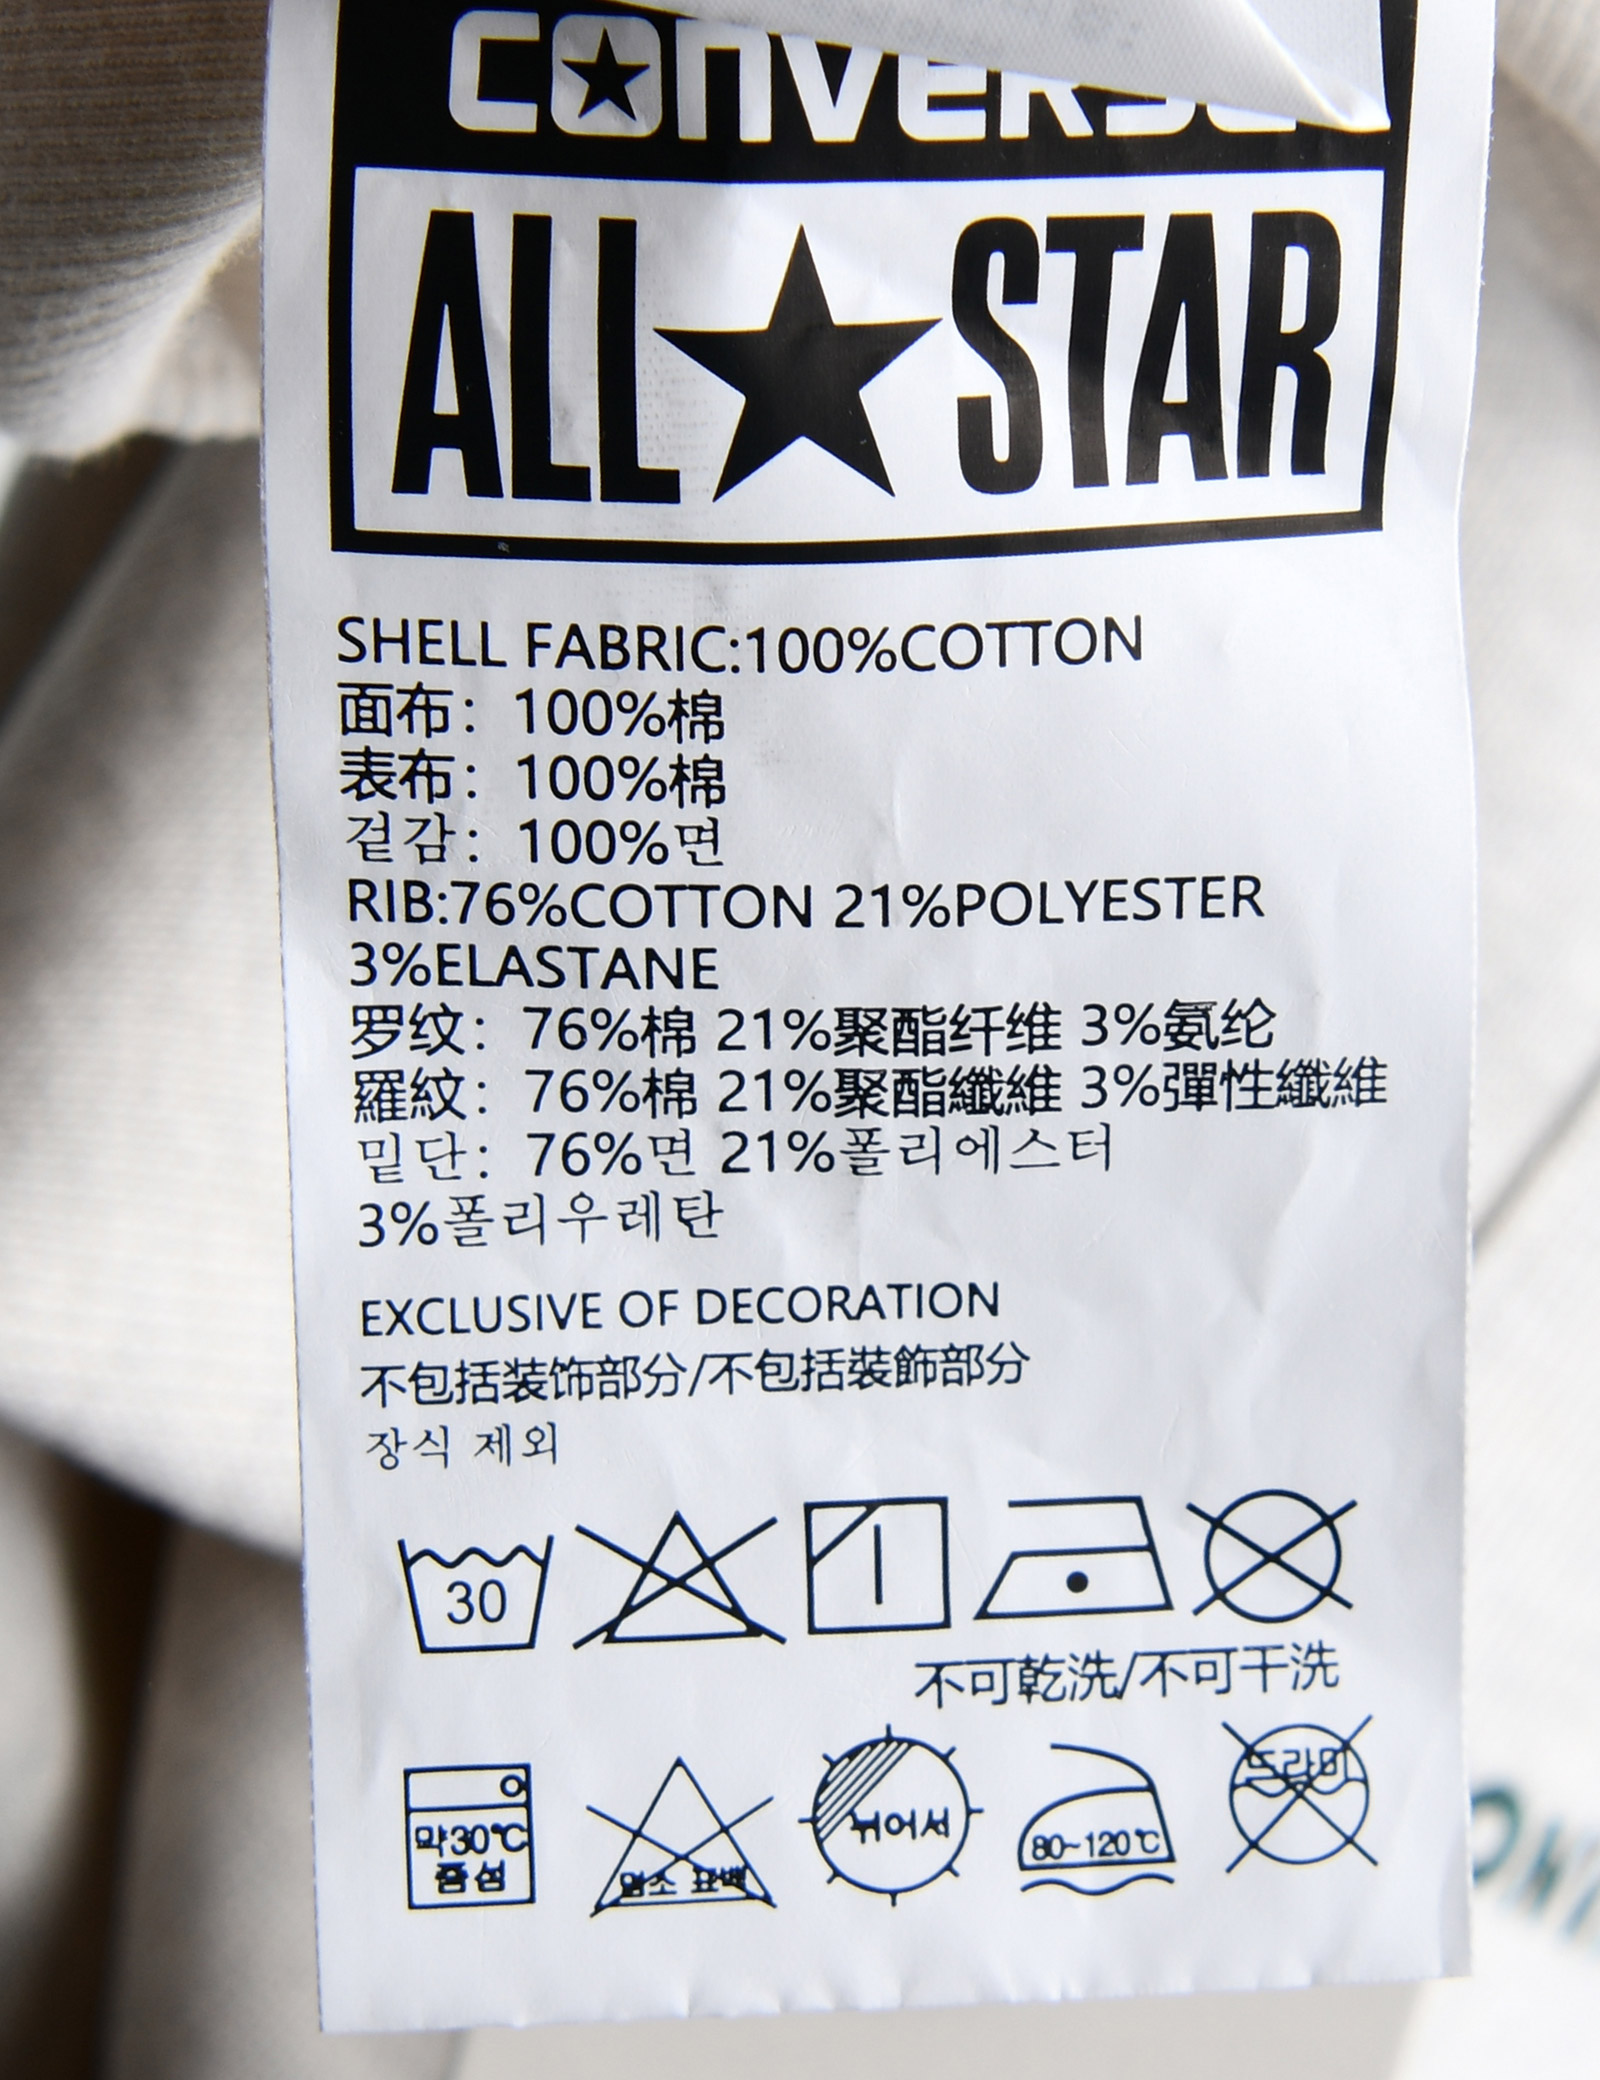 CONVERSE
ALL STAR
SHELL FABRIC:100%COTTON
面布：100%棉
表布：100%棉
겉감：100%면
RIB:76%COTTON 21%POLYESTER
3%ELASTANE
罗纹：76%棉 21%聚酯纤维 3%氨纶
羅紋：76%棉 21%聚酯纖維 3%彈性纖維
밑단：76%면 21%폴리에스터
3%폴리우레탄
EXCLUSIVE OF DECORATION
不包括装饰部分/不包括裝飾部分
장식 제외
30
不可乾洗/不可干洗
약30℃
중성
염소 표백
뉘어서
80~120℃
드라이